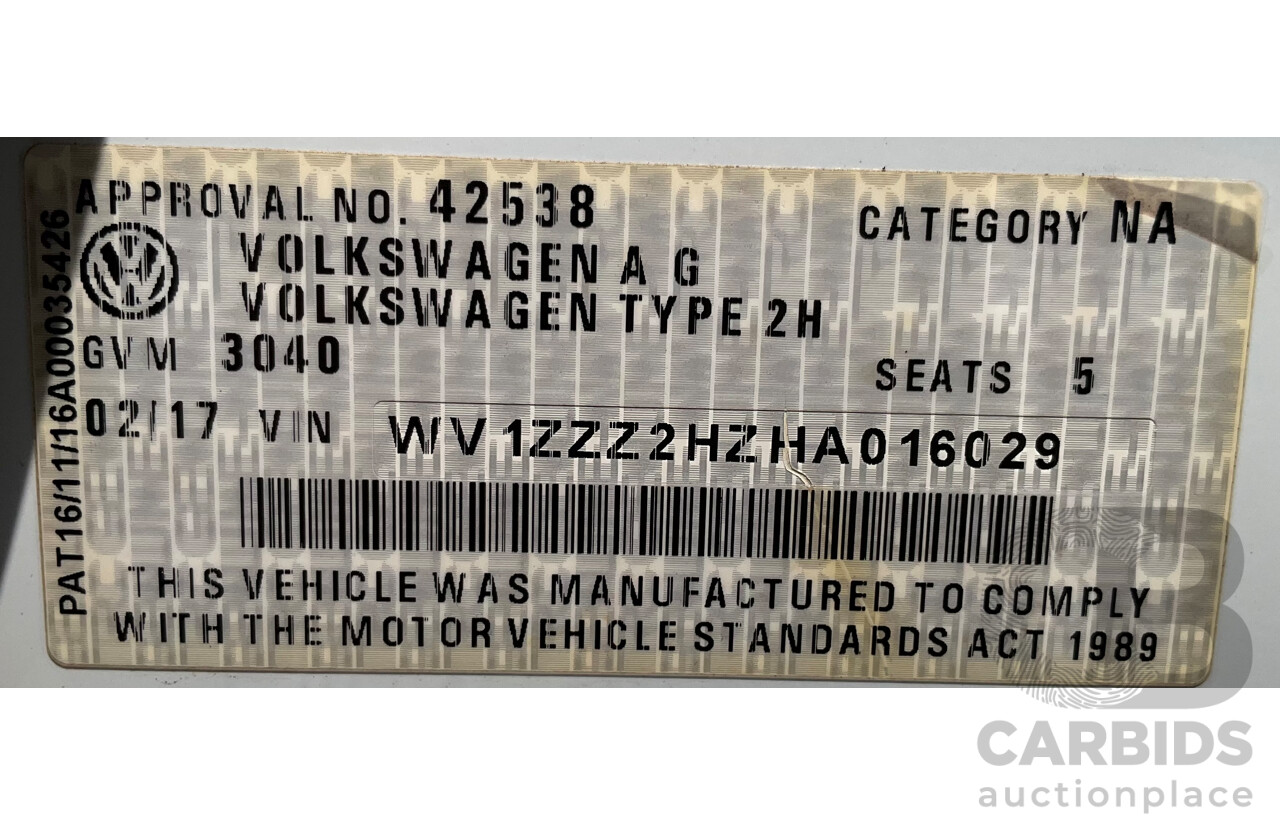 APPROVAL NO. 42538 CATEGORY NA
VOLKSWAGEN A G
VOLKSWAGEN TYPE 2H
GVM 3040 SEATS 5
02/17 VIN WV1ZZZ2HZHA016029
THIS VEHICLE WAS MANUFACTURED TO COMPLY
WITH THE MOTOR VEHICLE STANDARDS ACT 1989
PAT16/11/16A00035426
CARBIDS
auctionplace